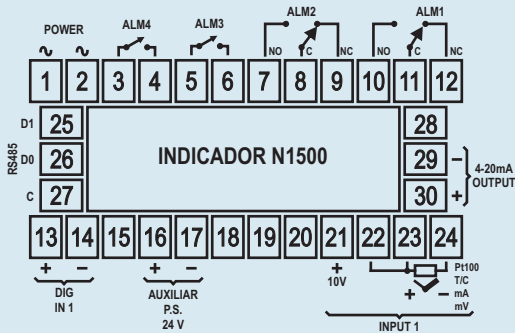 POWER ALM4 ALM3 ALM2 ALM1
∿ ∿ NO C NC NO C NC
1 2 3 4 5 6 7 8 9 10 11 12
D1 25 28
RS485 D0 26 INDICADOR N1500 29 − 4-20mA
C 27 30 + OUTPUT
13 14 15 16 17 18 19 20 21 22 23 24
+ − + − + Pt100
DIG AUXILIAR 10V T/C
IN 1 P.S. + − mA
24 V mV
INPUT 1